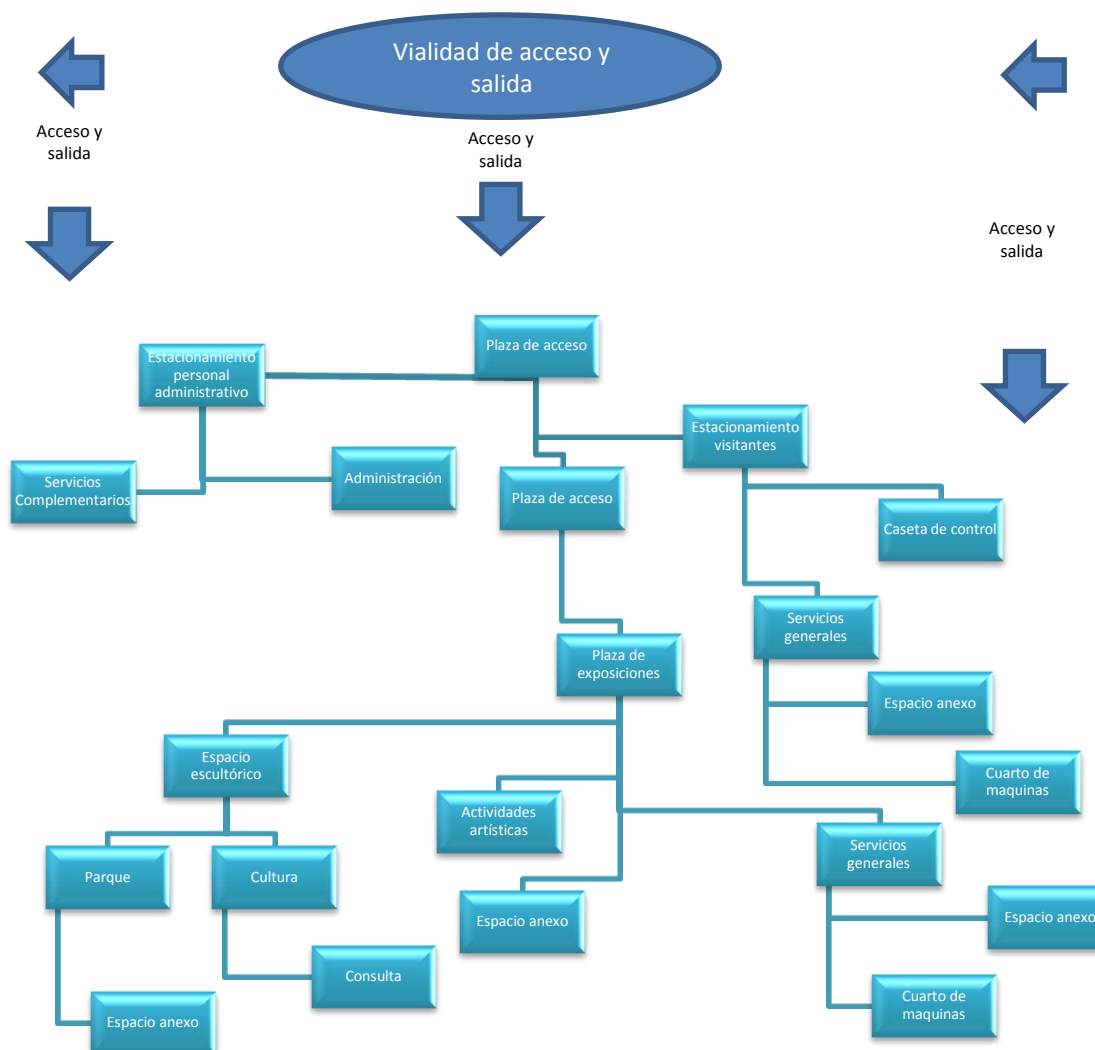 Vialidad de acceso y
salida
Acceso y
salida
Acceso y
salida
Acceso y
salida
Plaza de acceso
Estacionamiento
personal
administrativo
Estacionamiento
visitantes
Servicios
Complementarios
Administración
Plaza de acceso
Caseta de control
Servicios
generales
Plaza de
exposiciones
Espacio anexo
Espacio
escultórico
Cuarto de
maquinas
Actividades
artísticas
Servicios
generales
Parque
Cultura
Espacio anexo
Espacio anexo
Consulta
Cuarto de
maquinas
Espacio anexo